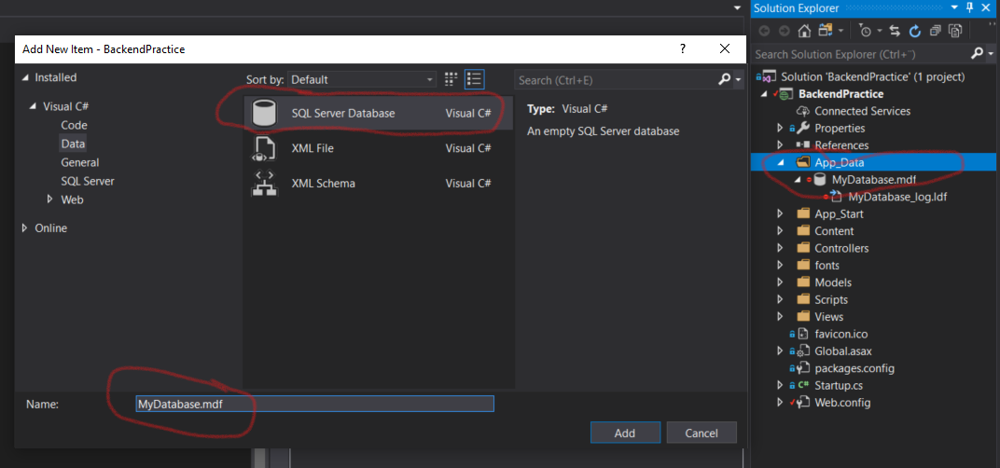 Add New Item - BackendPractice
?
Installed
Visual C#
Code
Data
General
SQL Server
Web
Online
Sort by: Default
SQL Server Database Visual C#
XML File Visual C#
XML Schema Visual C#
Search (Ctrl+E)
Type: Visual C#
An empty SQL Server database
Name: MyDatabase.mdf
Add Cancel
Solution Explorer
Search Solution Explorer (Ctrl+¨)
Solution 'BackendPractice' (1 project)
BackendPractice
Connected Services
Properties
References
App_Data
MyDatabase.mdf
MyDatabase_log.ldf
App_Start
Content
Controllers
fonts
Models
Scripts
Views
favicon.ico
Global.asax
packages.config
C# Startup.cs
Web.config